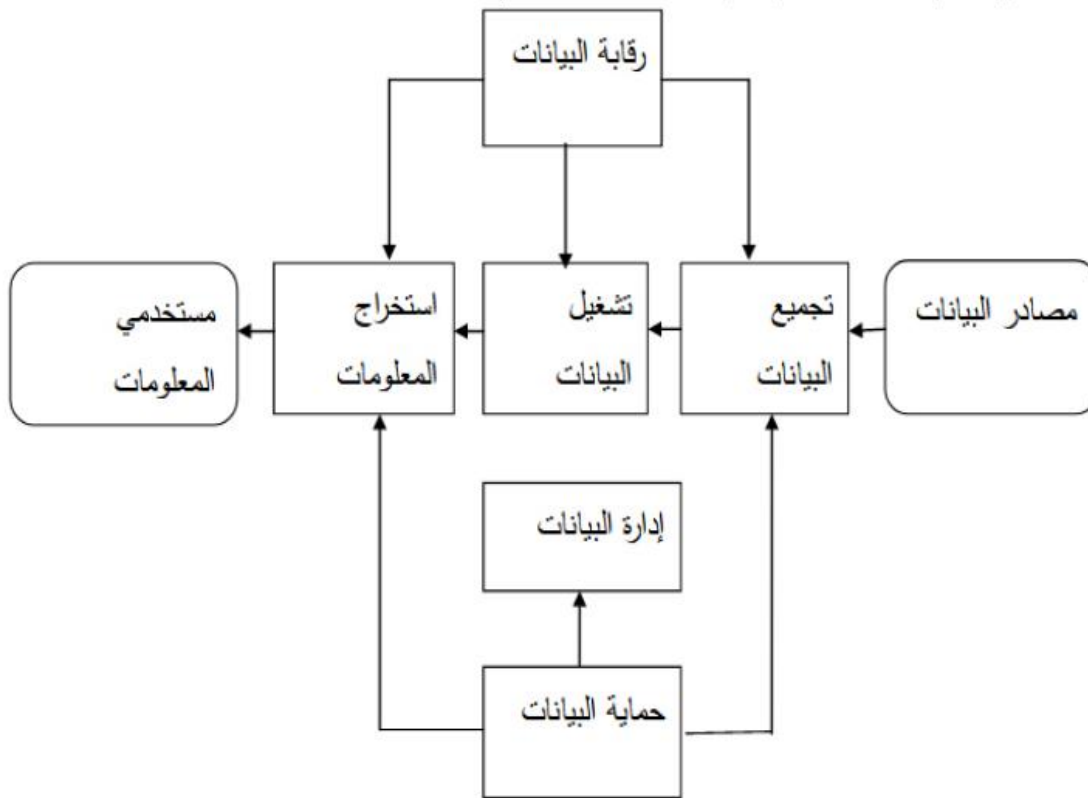 رقابة البيانات
مصادر البيانات
تجميع
البيانات
تشغيل
البيانات
استخراج
المعلومات
مستخدمي
المعلومات
إدارة البيانات
حماية البيانات